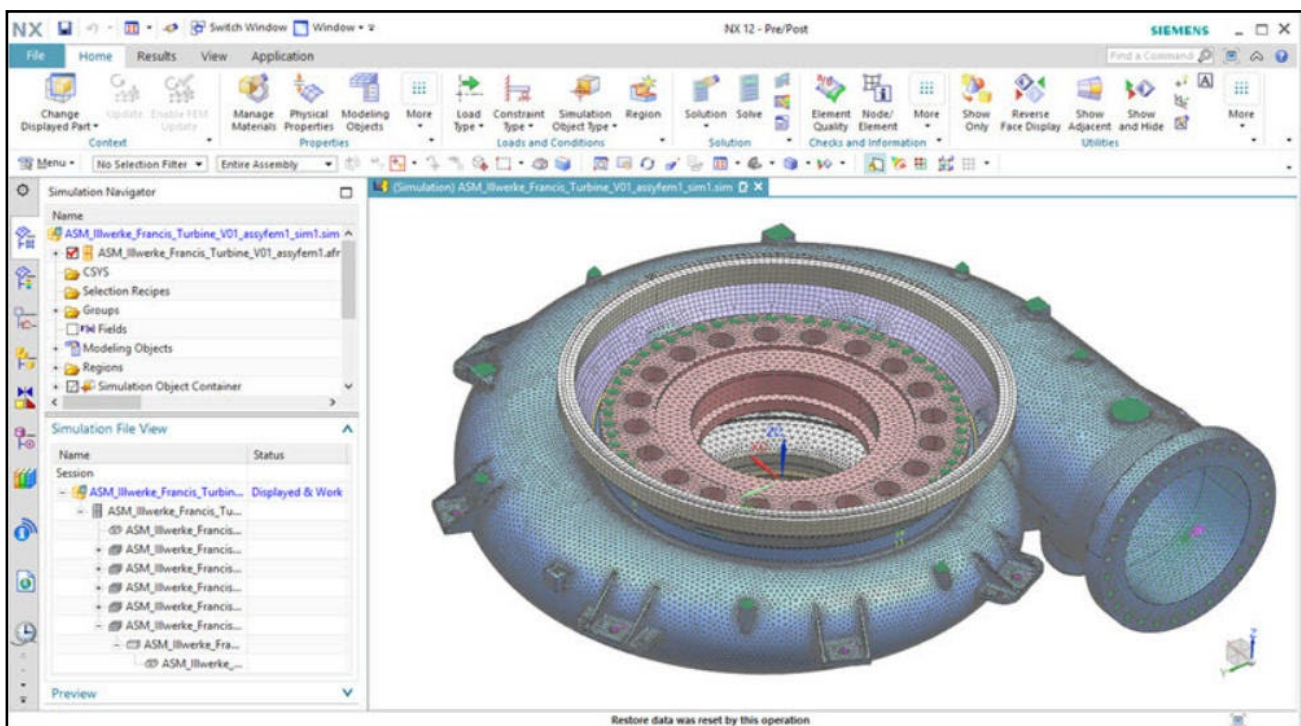 NX Switch Window Window NX 12 - Pre/Post SIEMENS
File Home Results View Application Find a Command
Change Displayed Part Update Enable FEM Update Manage Materials Physical Properties Modeling Objects More Load Type Constraint Type Simulation Object Type Region Solution Solve Element Quality Node/Element More Show Only Reverse Face Display Show Adjacent Show and Hide More
Context Properties Loads and Conditions Solution Checks and Information Utilities
Menu No Selection Filter Entire Assembly
Simulation Navigator
(Simulation) ASM_Illwerke_Francis_Turbine_V01_assyfem1_sim1.sim
Name
ASM_Illwerke_Francis_Turbine_V01_assyfem1_sim1.sim
ASM_Illwerke_Francis_Turbine_V01_assyfem1.afr
CSYS
Selection Recipes
Groups
Fields
Modeling Objects
Regions
Simulation Object Container
Simulation File View
Name Status
Session
ASM_Illwerke_Francis_Turbin... Displayed & Work
ASM_Illwerke_Francis_Tu...
ASM_Illwerke_Francis...
ASM_Illwerke_Francis...
ASM_Illwerke_Francis...
ASM_Illwerke_Francis...
ASM_Illwerke_Francis...
ASM_Illwerke_Fra...
ASM_Illwerke_...
Preview
Restore data was reset by this operation